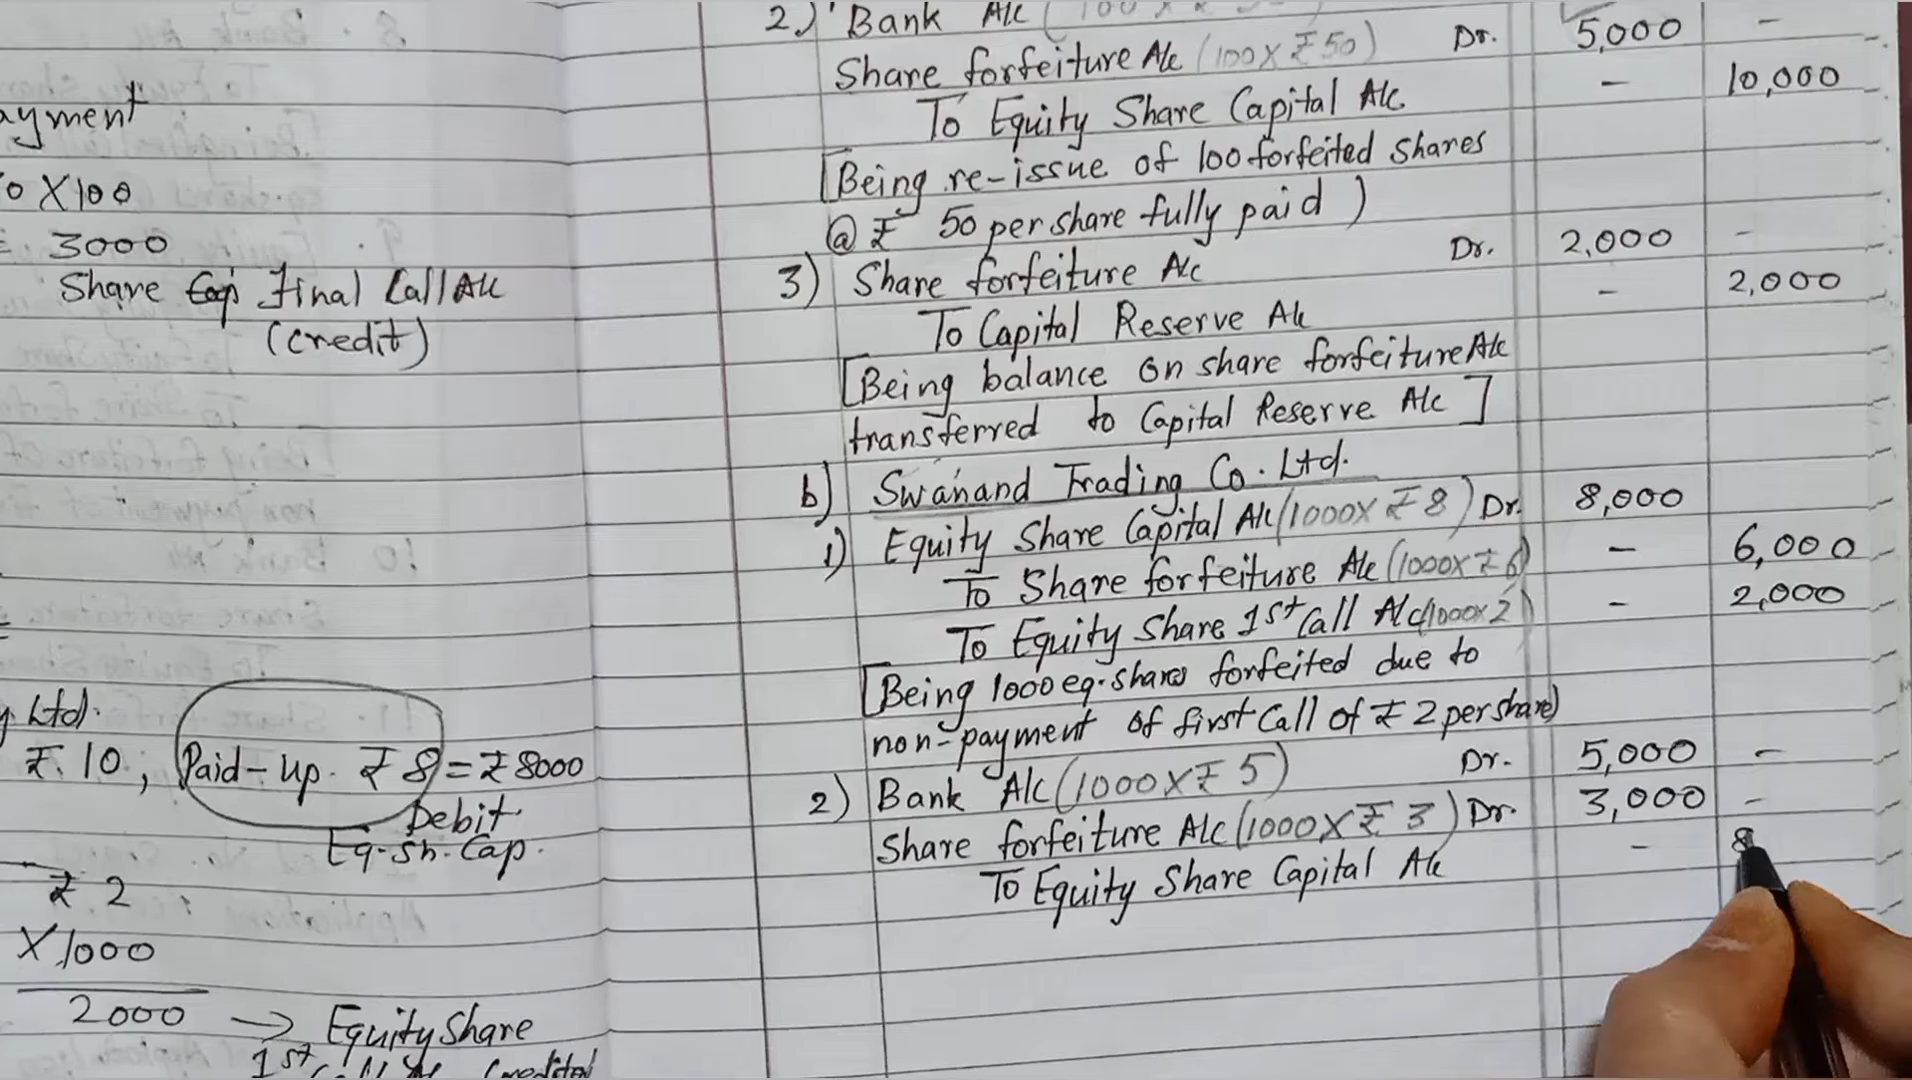 ayment
0 X 100
= 3000
Share Cap Final Call A/c
(credit)
y Ltd.
₹. 10, Paid-up. ₹ 8 = ₹ 8000
Debit.
Eq-sh. Cap.
₹ 2
X 1000
2000 → Equity Share
1st
2) Bank A/c
Share forfeiture A/c (100 X ₹ 50) Dr. 5,000 -
To Equity Share Capital A/c. - 10,000
[Being re-issue of 100 forfeited shares
@ ₹ 50 per share fully paid )
3) Share forfeiture A/c Dr. 2,000 -
To Capital Reserve A/c - 2,000
[Being balance on share forfeiture A/c
transferred to Capital Reserve A/c ]
b) Swanand Trading Co. Ltd.
1) Equity Share Capital A/c (1000 X ₹ 8) Dr. 8,000
To Share forfeiture A/c (1000 X ₹ 6) - 6,000
To Equity Share 1st Call A/c (1000 x 2) - 2,000
[Being 1000 eq. shares forfeited due to
non-payment of first Call of ₹ 2 per share)
2) Bank A/c (1000 X ₹ 5) Dr. 5,000 -
Share forfeiture A/c (1000 X ₹ 3) Dr. 3,000 -
To Equity Share Capital A/c - 8